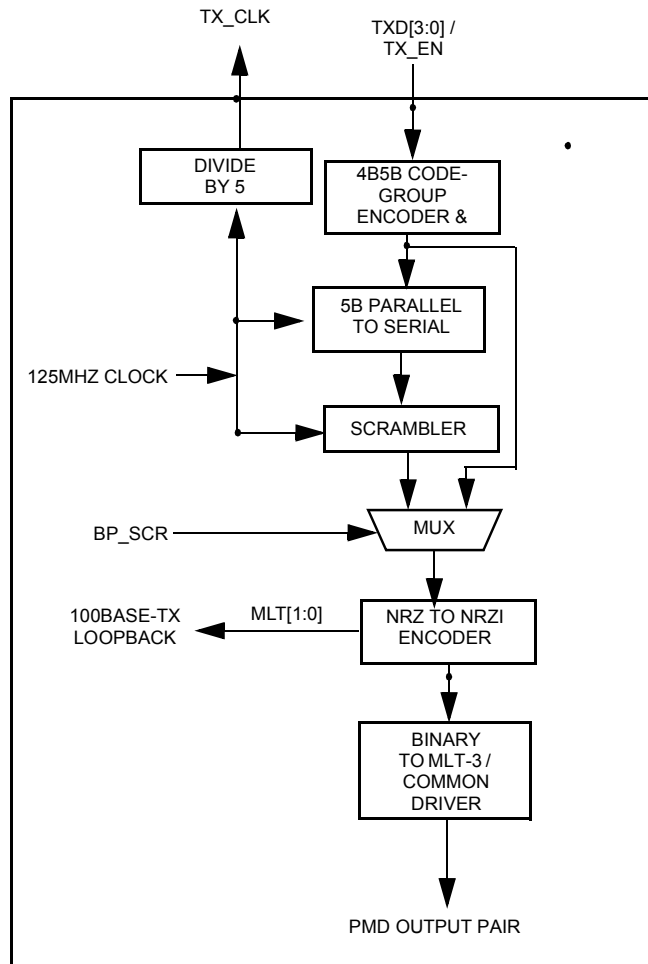 TX_CLK
TXD[3:0] /
TX_EN
DIVIDE
BY 5
4B5B CODE-
GROUP
ENCODER &
5B PARALLEL
TO SERIAL
125MHZ CLOCK
SCRAMBLER
BP_SCR
MUX
100BASE-TX
LOOPBACK
MLT[1:0]
NRZ TO NRZI
ENCODER
BINARY
TO MLT-3 /
COMMON
DRIVER
PMD OUTPUT PAIR